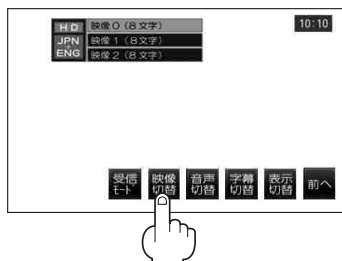 HD 映像０（８文字） 10:10
JPN 映像１（８文字）
+
ENG 映像２（８文字）
受信 映像 音声 字幕 表示 前へ
ﾓｰﾄﾞ 切替 切替 切替 切替